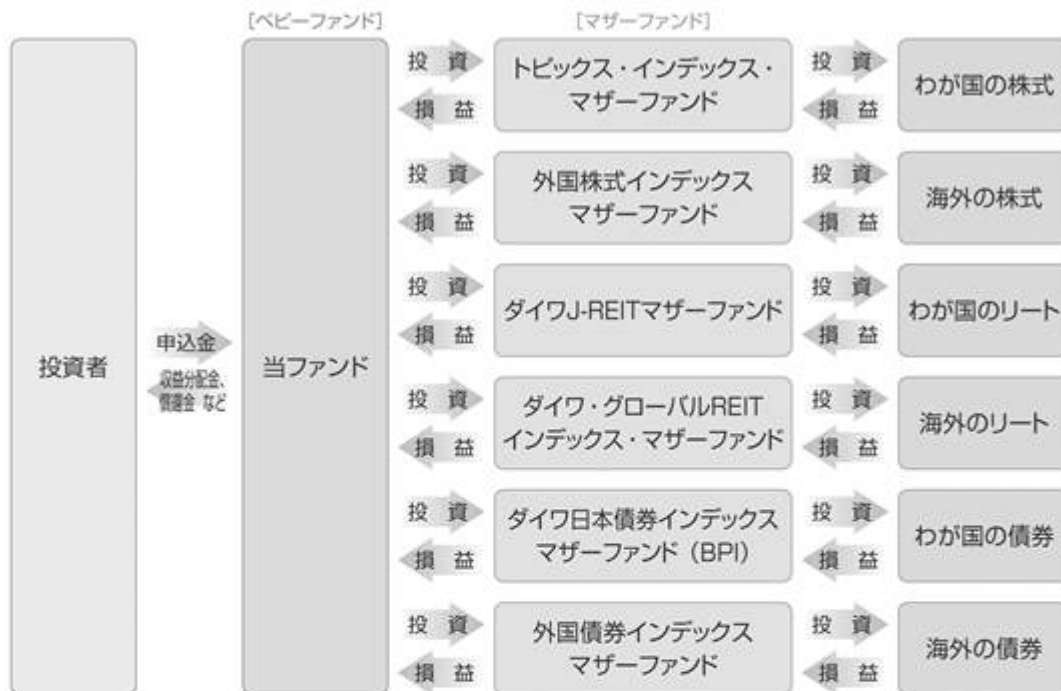 [ベビーファンド]
[マザーファンド]
投資者
申込金
収益分配金、
償還金 など
当ファンド
投 資
損 益
トピックス・インデックス・
マザーファンド
投 資
損 益
わが国の株式
投 資
損 益
外国株式インデックス
マザーファンド
投 資
損 益
海外の株式
投 資
損 益
ダイワJ-REITマザーファンド
投 資
損 益
わが国のリート
投 資
損 益
ダイワ・グローバルREIT
インデックス・マザーファンド
投 資
損 益
海外のリート
投 資
損 益
ダイワ日本債券インデックス
マザーファンド（BPI）
投 資
損 益
わが国の債券
投 資
損 益
外国債券インデックス
マザーファンド
投 資
損 益
海外の債券